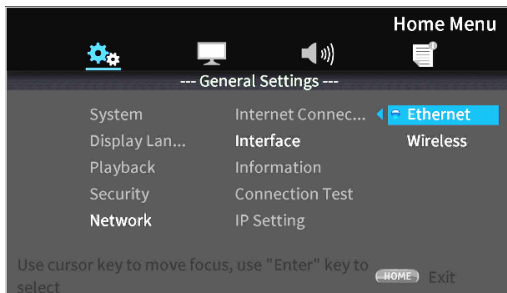 Home Menu
--- General Settings ---
System Internet Connec... Ethernet
Display Lan... Interface Wireless
Playback Information
Security Connection Test
Network IP Setting
Use cursor key to move focus, use "Enter" key to
select
HOME Exit